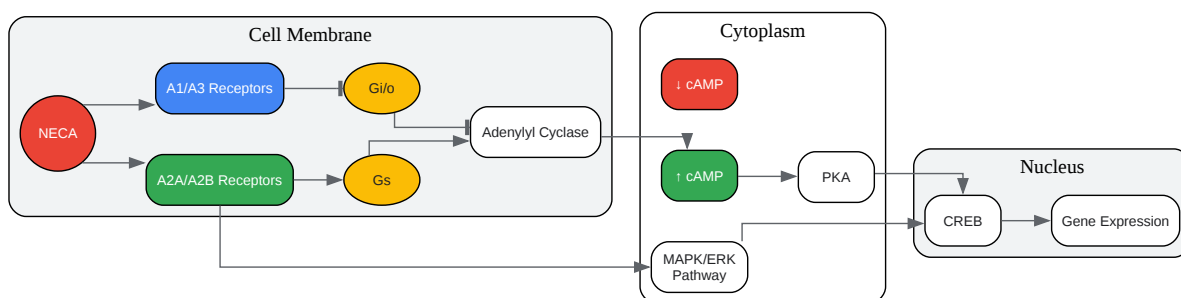 Cell Membrane
Cytoplasm
Nucleus
NECA
A1/A3 Receptors
A2A/A2B Receptors
Gi/o
Gs
Adenylyl Cyclase
↓ cAMP
↑ cAMP
PKA
MAPK/ERK
Pathway
CREB
Gene Expression